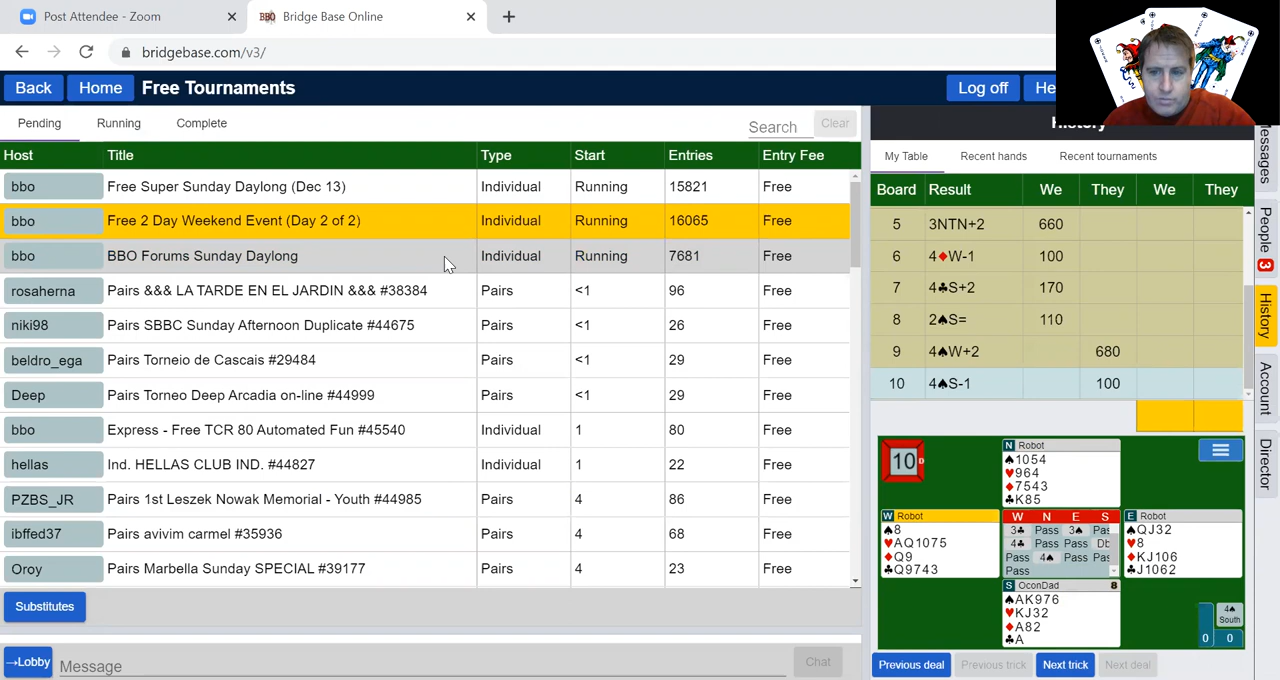 Post Attendee - Zoom
BBO Bridge Base Online
bridgebase.com/v3/
Back Home Free Tournaments Log off
Pending Running Complete Search Clear
Host Title Type Start Entries Entry Fee
bbo Free Super Sunday Daylong (Dec 13) Individual Running 15821 Free
bbo Free 2 Day Weekend Event (Day 2 of 2) Individual Running 16065 Free
bbo BBO Forums Sunday Daylong Individual Running 7681 Free
rosaherna Pairs &&& LA TARDE EN EL JARDIN &&& #38384 Pairs <1 96 Free
niki98 Pairs SBBC Sunday Afternoon Duplicate #44675 Pairs <1 26 Free
beldro_ega Pairs Torneio de Cascais #29484 Pairs <1 29 Free
Deep Pairs Torneo Deep Arcadia on-line #44999 Pairs <1 29 Free
bbo Express - Free TCR 80 Automated Fun #45540 Individual 1 80 Free
hellas Ind. HELLAS CLUB IND. #44827 Individual 1 22 Free
PZBS_JR Pairs 1st Leszek Nowak Memorial - Youth #44985 Pairs 4 86 Free
ibffed37 Pairs avivim carmel #35936 Pairs 4 68 Free
Oroy Pairs Marbella Sunday SPECIAL #39177 Pairs 4 23 Free
Substitutes
→Lobby Message Chat
History
My Table Recent hands Recent tournaments
Board Result We They We They
5 3NTN+2 660
6 4♦W-1 100
7 4♣S+2 170
8 2♠S= 110
9 4♠W+2 680
10 4♠S-1 100
10 D
N Robot
♠1054
♥964
♦7543
♣K85
W Robot
♠8
♥AQ1075
♦Q9
♣Q9743
W N E S
3♣ Pass 3♠ Pas
4♣ Pass Pass Db
Pass 4♠ Pass Pas
Pass
E Robot
♠QJ32
♥8
♦KJ106
♣J1062
S OconDad 8
♠AK976
♥KJ32
♦A82
♣A
4♠
South
0 0
Previous deal Previous trick Next trick Next deal
Messages
People 3
History
Account
Director